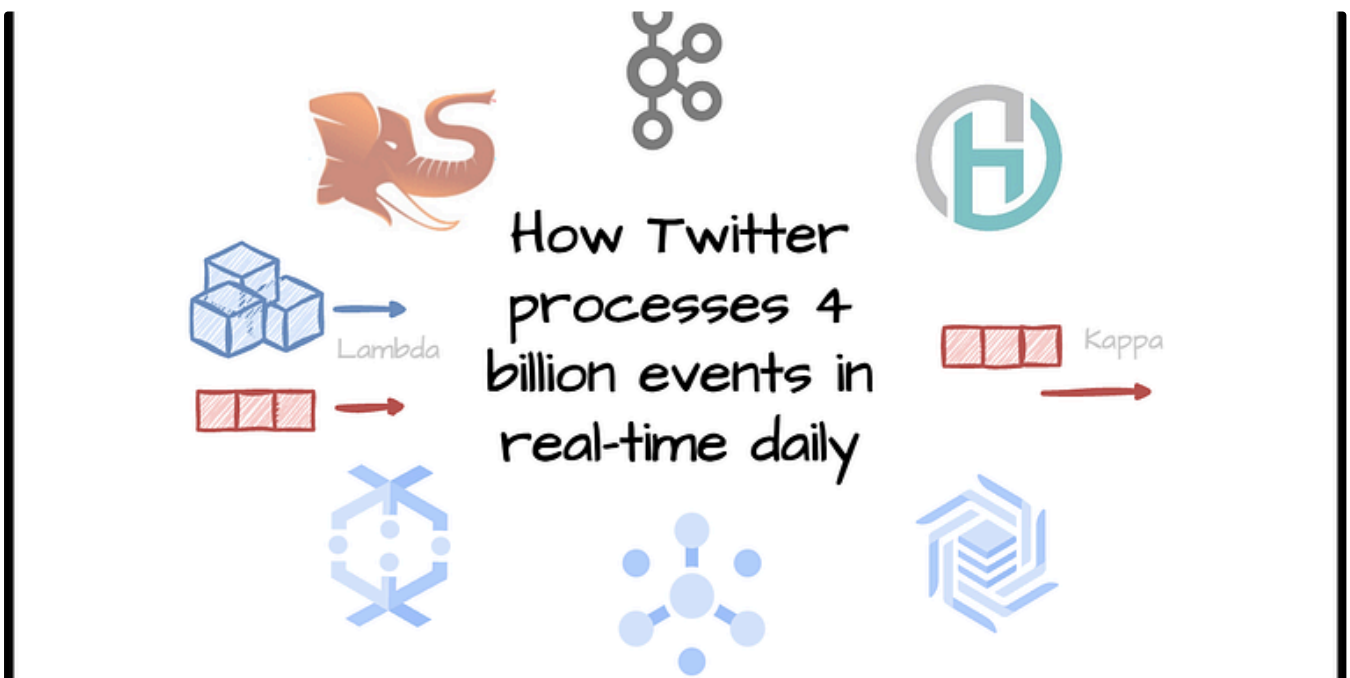 How Twitter
processes 4
billion events in
real-time daily
Lambda
Kappa